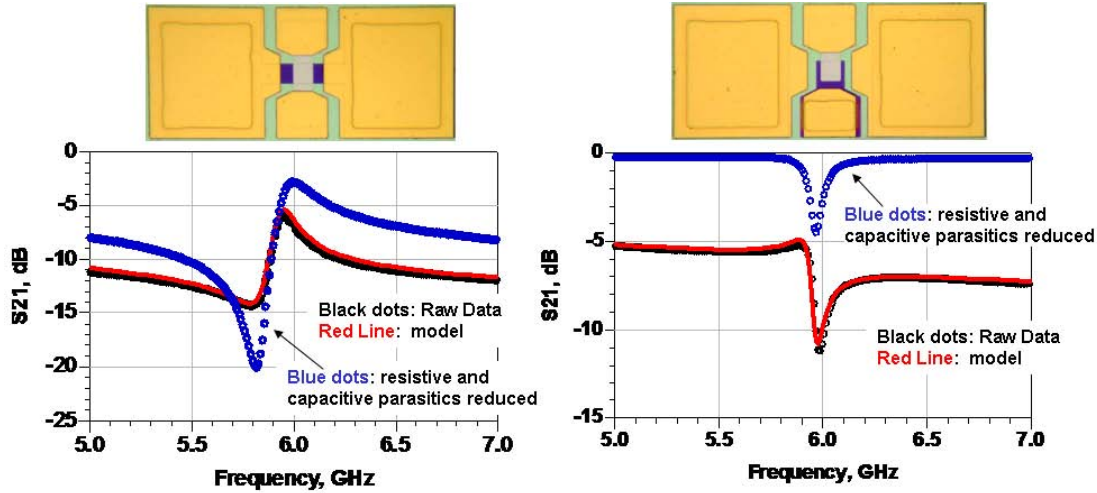 0
-5
-10
-15
-20
-25
S21, dB
Black dots: Raw Data
Red Line: model
Blue dots: resistive and
capacitive parasitics reduced
5.0
5.5
6.0
6.5
7.0
Frequency, GHz
0
-5
-10
-15
S21, dB
Blue dots: resistive and
capacitive parasitics reduced
Black dots: Raw Data
Red Line: model
5.0
5.5
6.0
6.5
7.0
Frequency, GHz